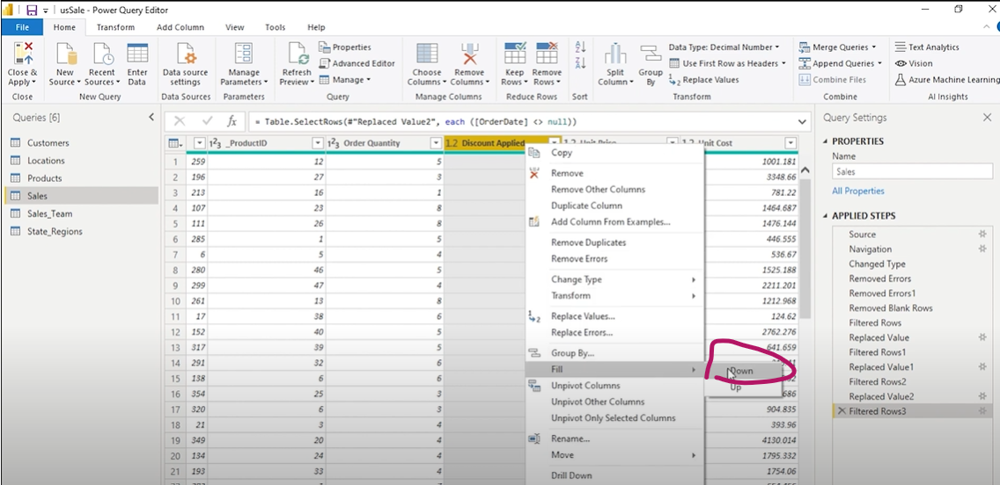 usSale - Power Query Editor
File Home Transform Add Column View Tools Help
Close & Apply
New Source
Recent Sources
Enter Data
Data source settings
Manage Parameters
Refresh Preview
Properties
Advanced Editor
Manage
Choose Columns
Remove Columns
Keep Rows
Remove Rows
Split Column
Group By
Data Type: Decimal Number
Use First Row as Headers
Replace Values
Merge Queries
Append Queries
Combine Files
Text Analytics
Vision
Azure Machine Learning
Close New Query Data Sources Parameters Query Manage Columns Reduce Rows Sort Transform Combine AI Insights
Queries [6]
Customers
Locations
Products
Sales
Sales_Team
State_Regions
fx = Table.SelectRows(#"Replaced Value2", each ([OrderDate] <> null))
1²3 _ProductID 1²3 Order Quantity 1.2 Discount Applied 1.2 Unit Price 1.2 Unit Cost
1 259 12 5 1001.181
2 196 27 3 3348.66
3 213 16 1 781.22
4 107 23 8 1464.687
5 111 26 8 1476.144
6 285 1 5 446.555
7 6 5 4 536.67
8 280 46 5 1525.188
9 299 47 4 2211.201
10 261 13 8 1212.968
11 17 38 6 124.62
12 152 40 5 2762.276
13 317 39 5 641.659
14 291 32 6
15 138 6 6
16 354 25 3 686
17 320 6 3 904.835
18 21 3 4 393.96
19 349 20 4 4130.014
20 134 24 4 1795.332
21 193 33 4 1754.06
Copy
Remove
Remove Other Columns
Duplicate Column
Add Column From Examples...
Remove Duplicates
Remove Errors
Change Type
Transform
Replace Values...
Replace Errors...
Group By...
Fill
Unpivot Columns
Unpivot Other Columns
Unpivot Only Selected Columns
Rename...
Move
Drill Down
Down
Up
Query Settings
PROPERTIES
Name
Sales
All Properties
APPLIED STEPS
Source
Navigation
Changed Type
Removed Errors
Removed Errors1
Removed Blank Rows
Filtered Rows
Replaced Value
Filtered Rows1
Replaced Value1
Filtered Rows2
Replaced Value2
Filtered Rows3